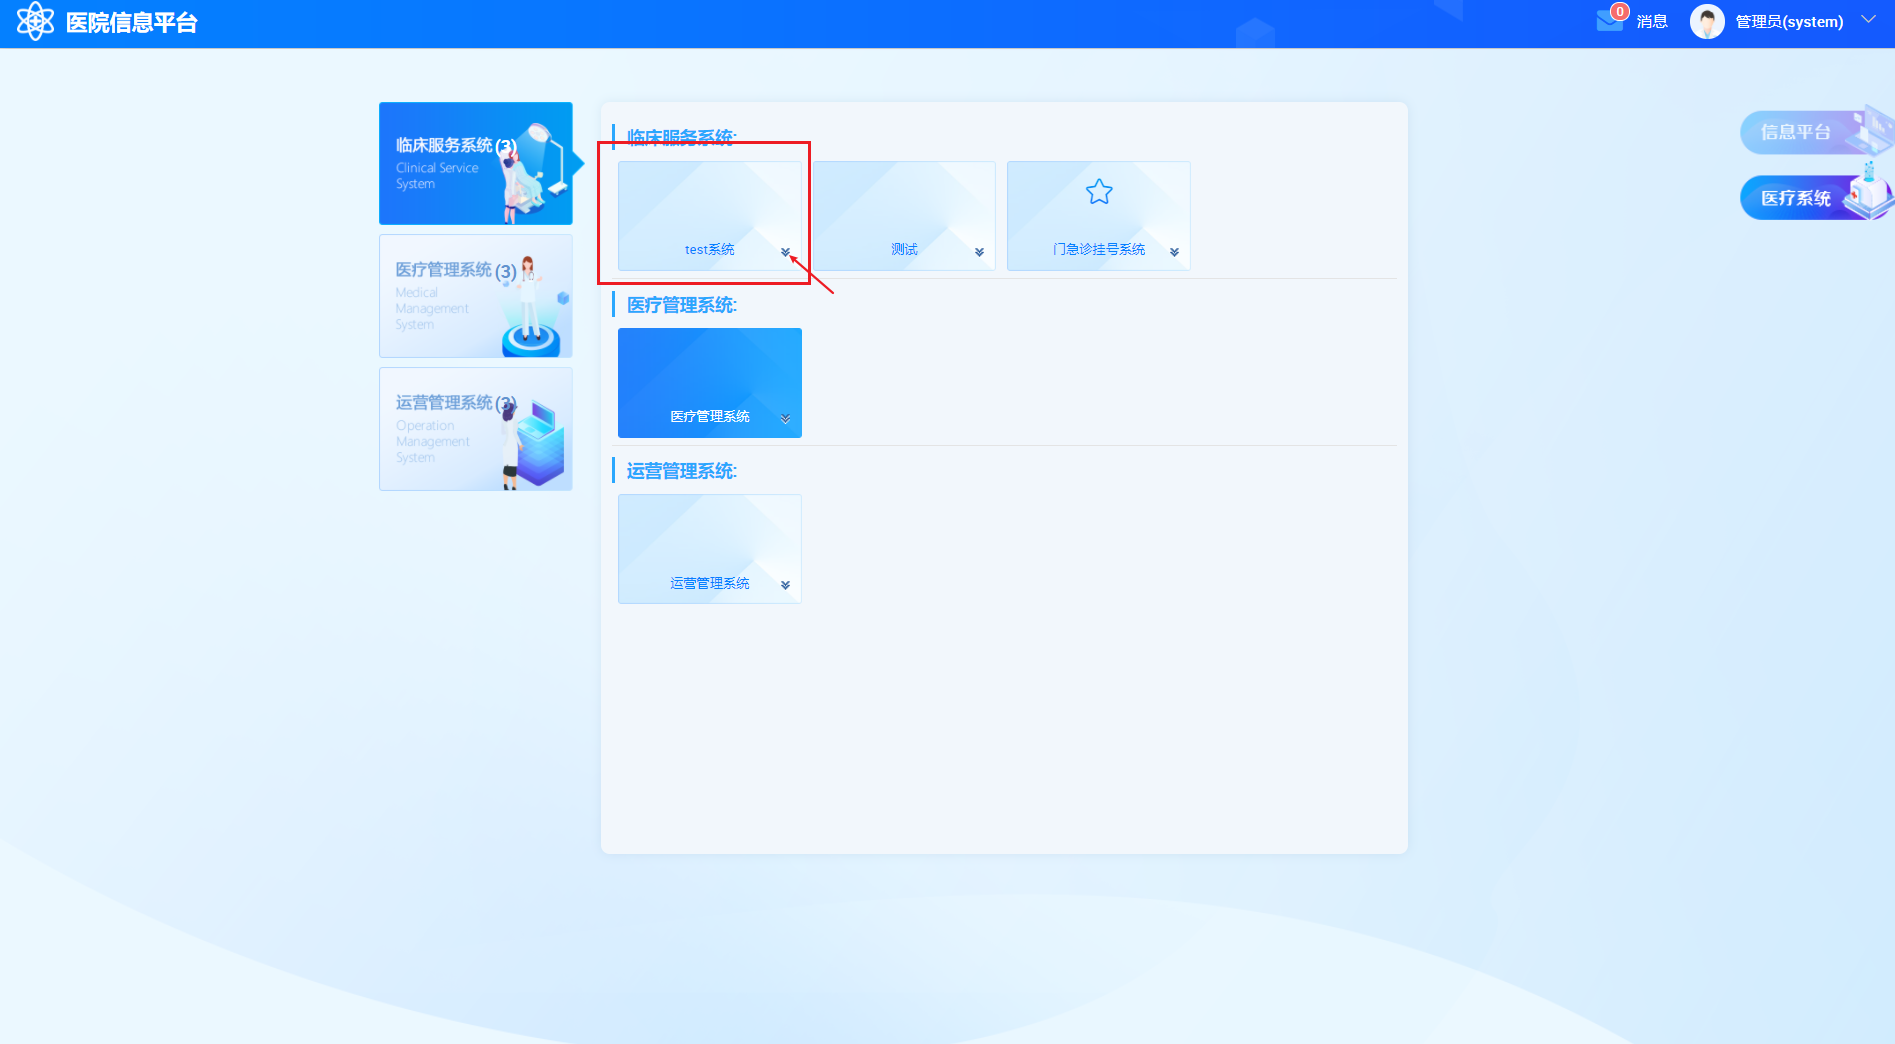 医院信息平台
0
消息
管理员(system)
临床服务系统(3)
Clinical Service
System
医疗管理系统(3)
Medical
Management
System
运营管理系统(3)
Operation
Management
System
临床服务系统:
test系统
测试
门急诊挂号系统
医疗管理系统:
医疗管理系统
运营管理系统:
运营管理系统
信息平台
医疗系统